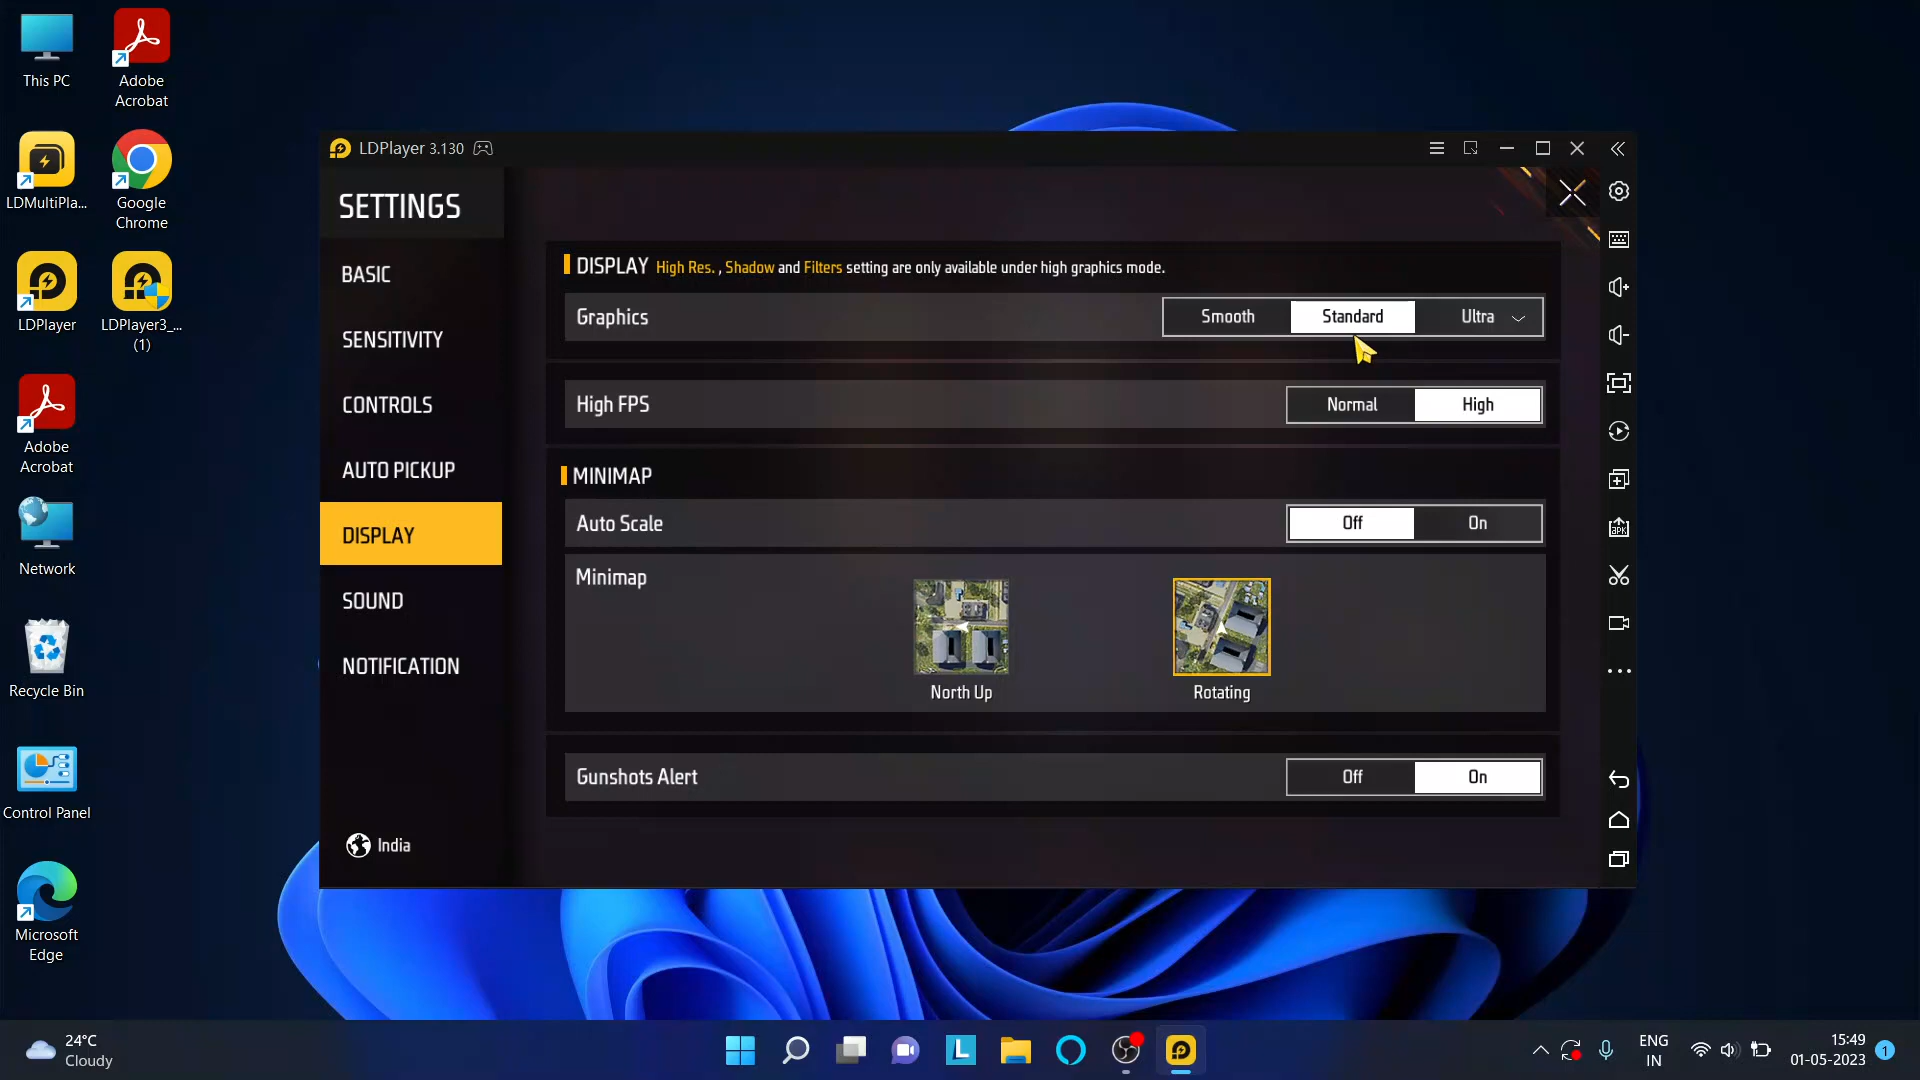 This PC
Adobe
Acrobat
LDMultiPla...
Google
Chrome
LDPlayer
LDPlayer3_...
(1)
Adobe
Acrobat
Network
Recycle Bin
Control Panel
Microsoft
Edge
LDPlayer 3.130
SETTINGS
BASIC
SENSITIVITY
CONTROLS
AUTO PICKUP
DISPLAY
SOUND
NOTIFICATION
India
DISPLAY High Res. , Shadow and Filters setting are only available under high graphics mode.
Graphics Smooth Standard Ultra
High FPS Normal High
MINIMAP
Auto Scale Off On
Minimap
North Up Rotating
Gunshots Alert Off On
APK
24°C
Cloudy
L
ENG
IN
15:49
01-05-2023
1